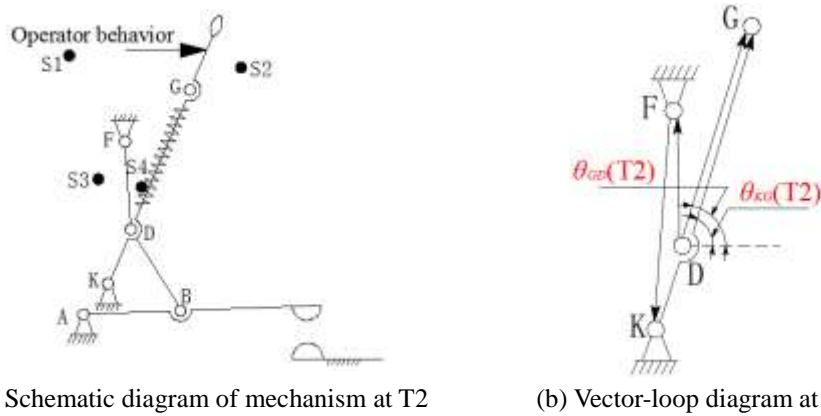 Operator behavior
S1
S2
G
F
S3
S4
D
K
B
A
G
F
θGD(T2)
θKG(T2)
D
K
Schematic diagram of mechanism at T2
(b) Vector-loop diagram at